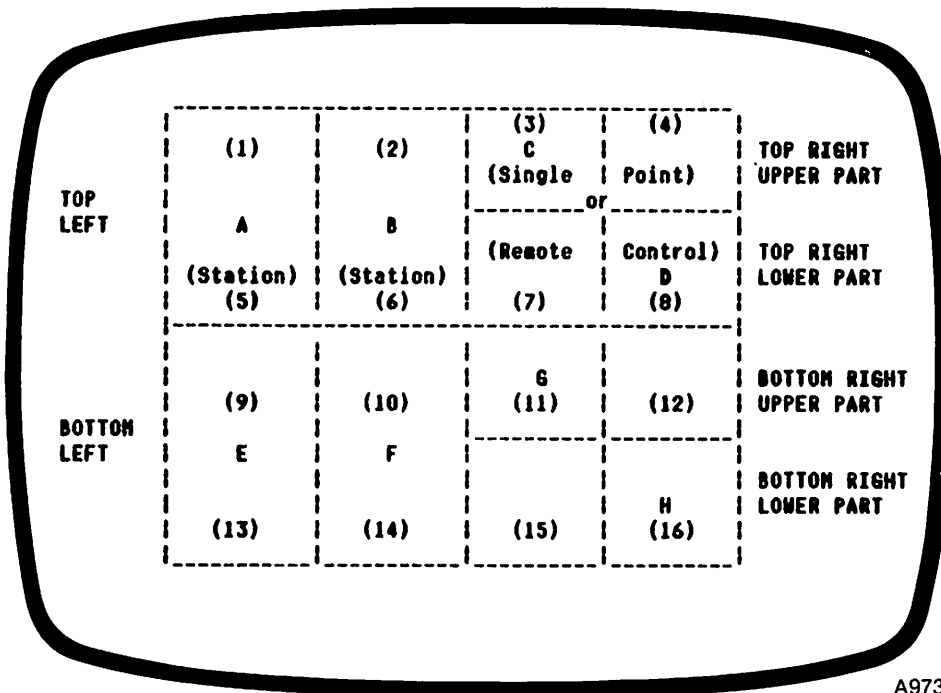 (3) (4)
(1) (2) C TOP RIGHT
(Single Point) UPPER PART
TOP or
LEFT A B
(Remote Control) TOP RIGHT
(Station) (Station) D LOWER PART
(5) (6) (7) (8)
G BOTTOM RIGHT
(9) (10) (11) (12) UPPER PART
BOTTOM
LEFT E F
BOTTOM RIGHT
H LOWER PART
(13) (14) (15) (16)
A973